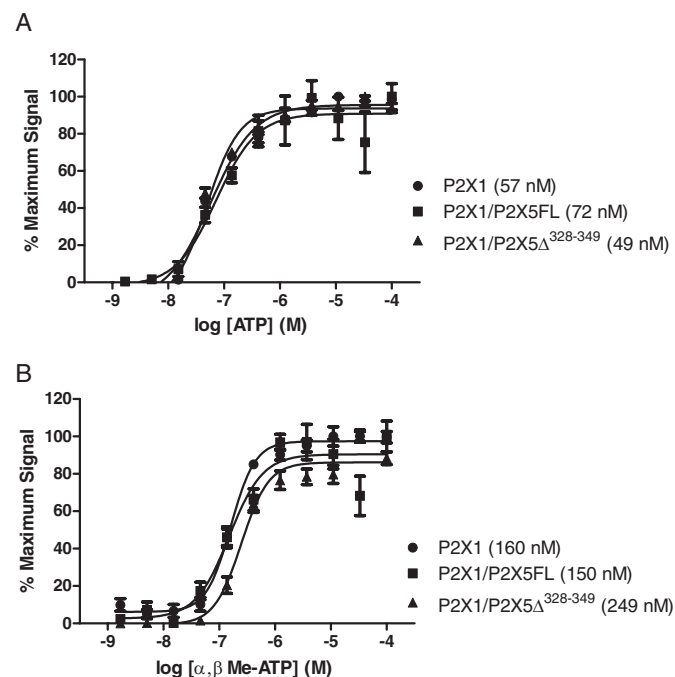 A
120
100
80
60
40
20
0
% Maximum Signal
-9 -8 -7 -6 -5 -4
log [ATP] (M)
P2X1 (57 nM)
P2X1/P2X5FL (72 nM)
P2X1/P2X5Δ328-349 (49 nM)
B
120
100
80
60
40
20
0
% Maximum Signal
-9 -8 -7 -6 -5 -4
log [α,β Me-ATP] (M)
P2X1 (160 nM)
P2X1/P2X5FL (150 nM)
P2X1/P2X5Δ328-349 (249 nM)